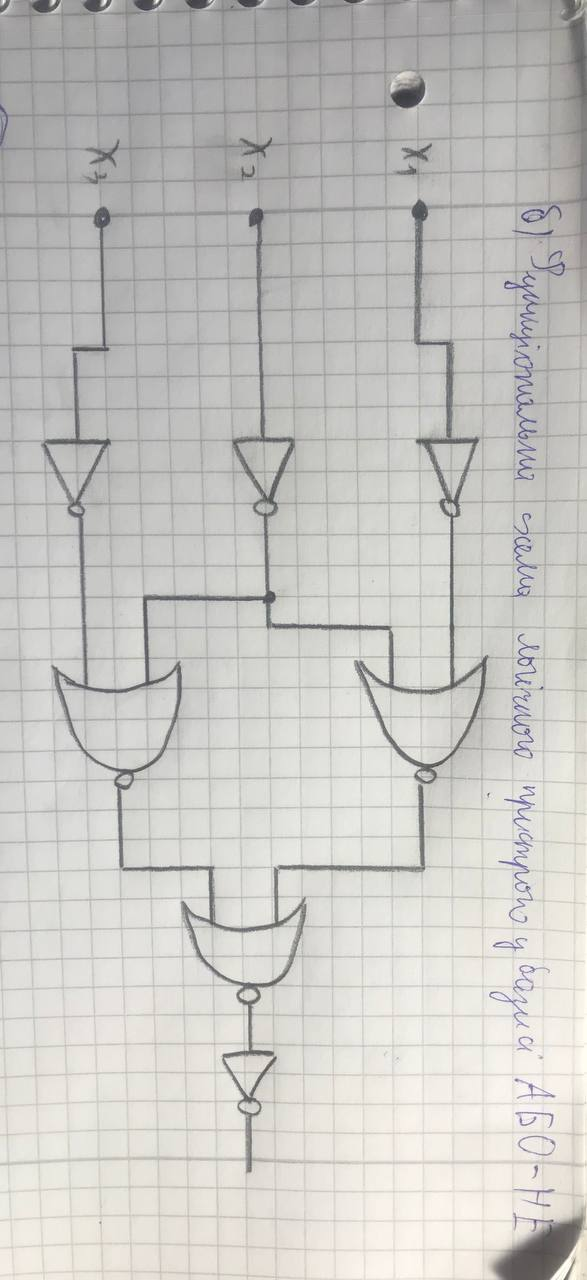 б) Функціональна схема логічного пристрою у базисі АБО-НЕ
X₁
X₂
X₃